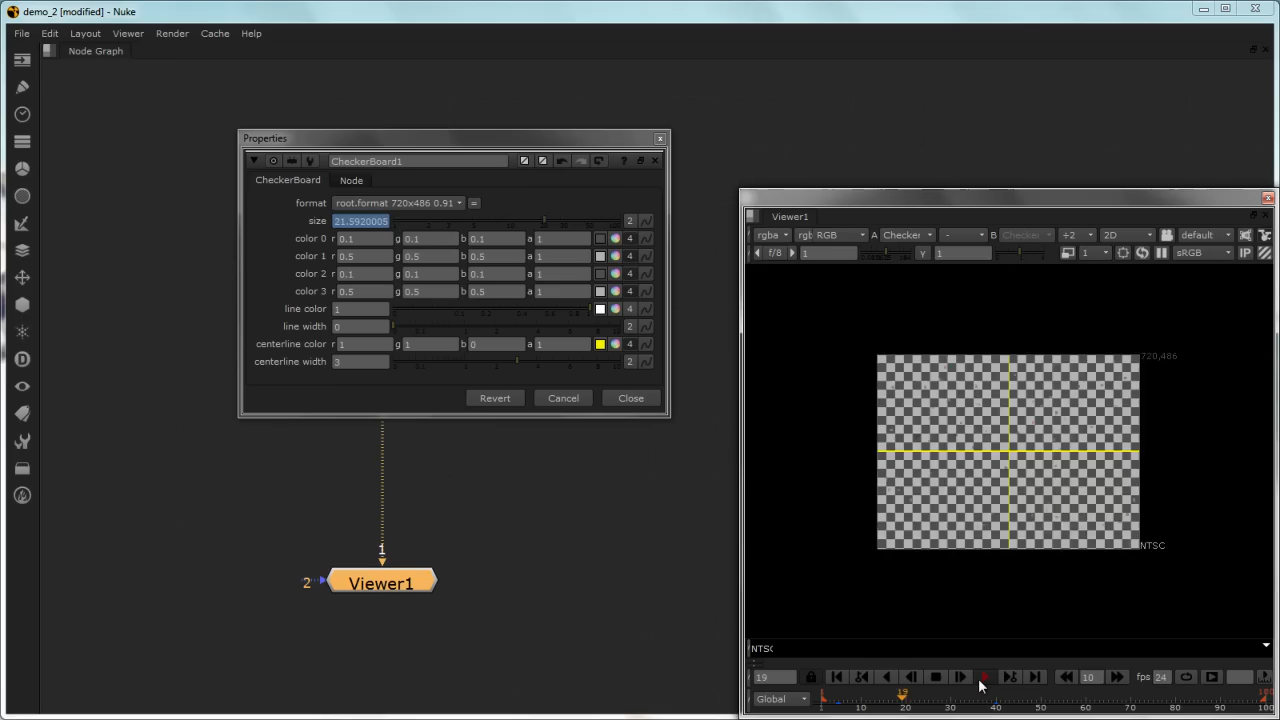 demo_2 [modified] - Nuke
File Edit Layout Viewer Render Cache Help
Node Graph
Properties
CheckerBoard1
CheckerBoard Node
format root.format 720x486 0.91 =
size 21.5920005 2
color 0 r 0.1 g 0.1 b 0.1 a 1 4
color 1 r 0.5 g 0.5 b 0.5 a 1 4
color 2 r 0.1 g 0.1 b 0.1 a 1 4
color 3 r 0.5 g 0.5 b 0.5 a 1 4
line color 1 4
line width 0 2
centerline color r 1 g 1 b 0 a 1 4
centerline width 3 2
Revert Cancel Close
1
2 Viewer1
Viewer1
rgba rgb RGB A Checker - B Checker ÷2 2D default
f/8 1 Y 1 1 sRGB IP
720,486
NTSC
NTSC
19 10 fps 24
Global 1 10 19 20 30 40 50 60 70 80 90 100